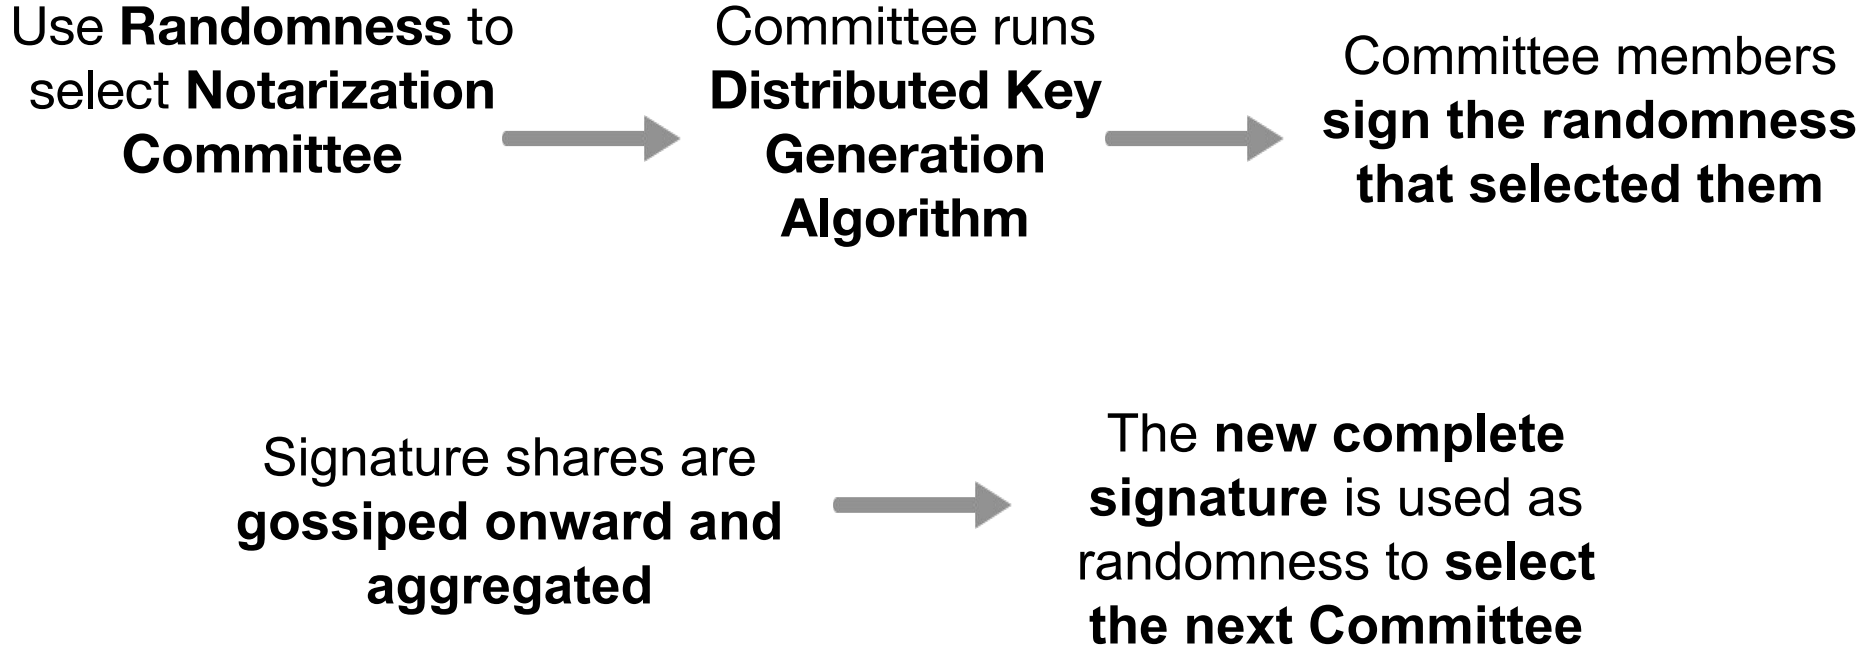 Use Randomness to
select Notarization
Committee
Committee runs
Distributed Key
Generation
Algorithm
Committee members
sign the randomness
that selected them
Signature shares are
gossiped onward and
aggregated
The new complete
signature is used as
randomness to select
the next Committee